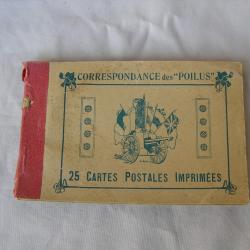 CORRESPONDANCE des "POILUS"
25 CARTES POSTALES IMPRIMÉES